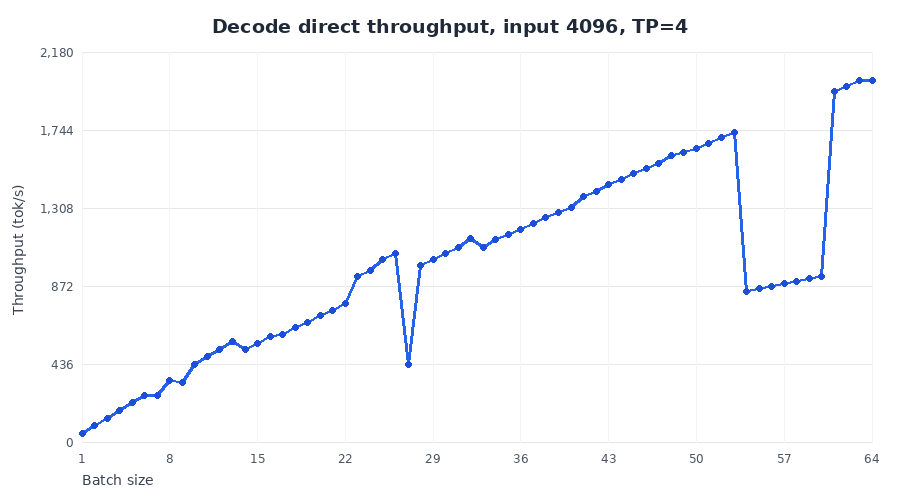 Decode direct throughput, input 4096, TP=4
2,180
1,744
1,308
872
436
0
Throughput (tok/s)
1 8 15 22 29 36 43 50 57 64
Batch size